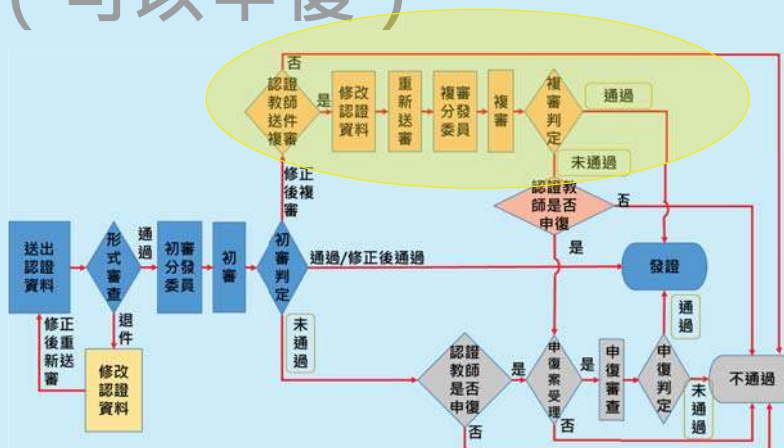 （可以申復）
否
認證
教師
送件
複審
是
修改
認證
資料
重新送審
複審
分發
委員
複審
複審判定
通過
未通過
修正
後複
審
認證教
師是否
申復
否
是
送出
認證
資料
形式審查
通過
初審
分發
委員
初審
初審判定
通過/修正後通過
發證
修正
後重
新送
審
退件
修改
認證
資料
未通過
認證
教師
是否
申復
是
否
申復案受理
是
否
申復審查
申復判定
通過
未通過
不通過